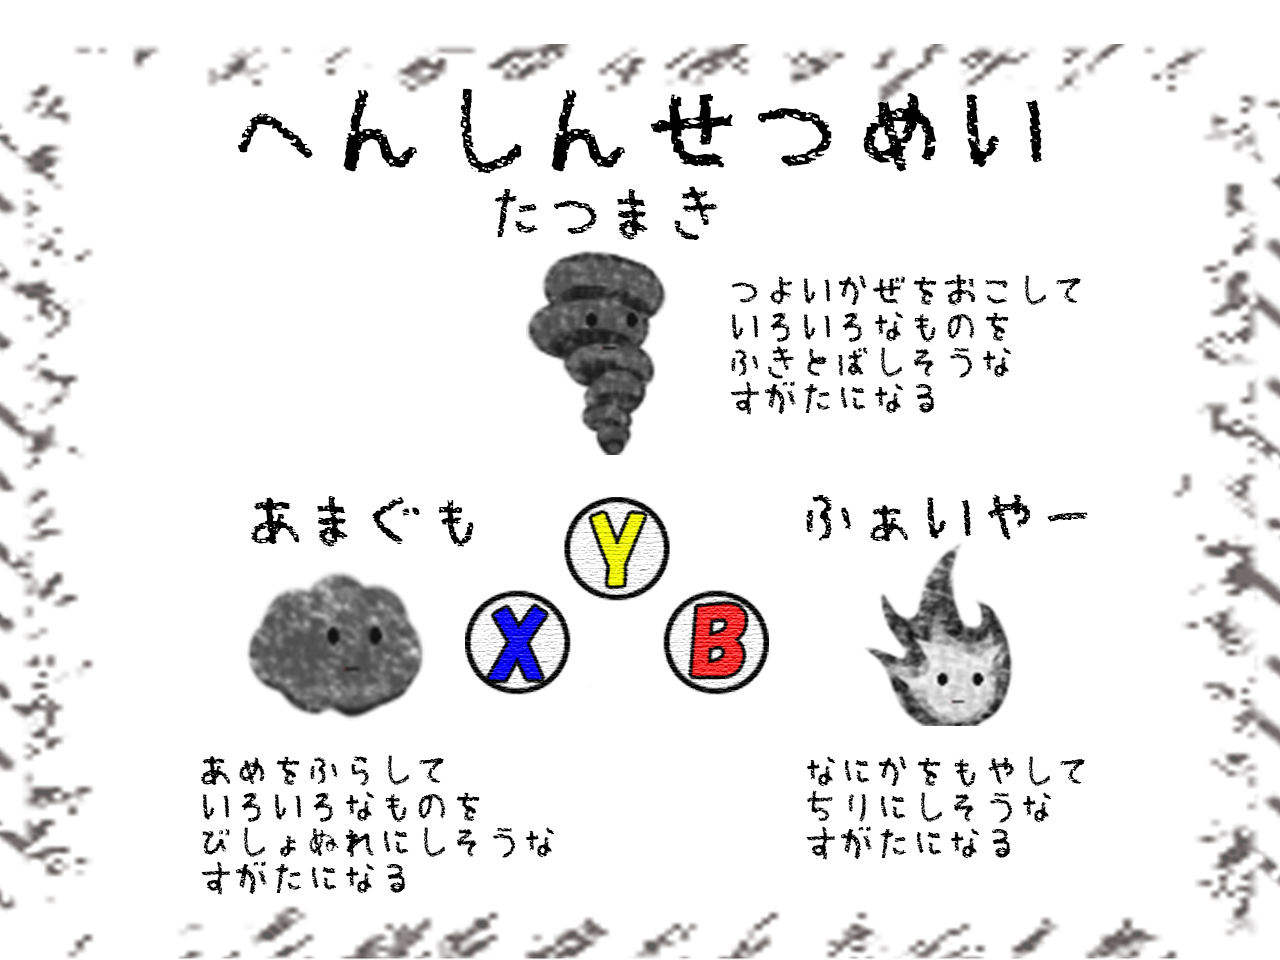 へんしんせつめい
たつまき
つよいかぜをおこして
いろいろなものを
ふきとばしそうな
すがたになる
あまぐも
ふぁいやー
Y
X
B
あめをふらして
いろいろなものを
びしょぬれにしそうな
すがたになる
なにかをもやして
ちりにしそうな
すがたになる